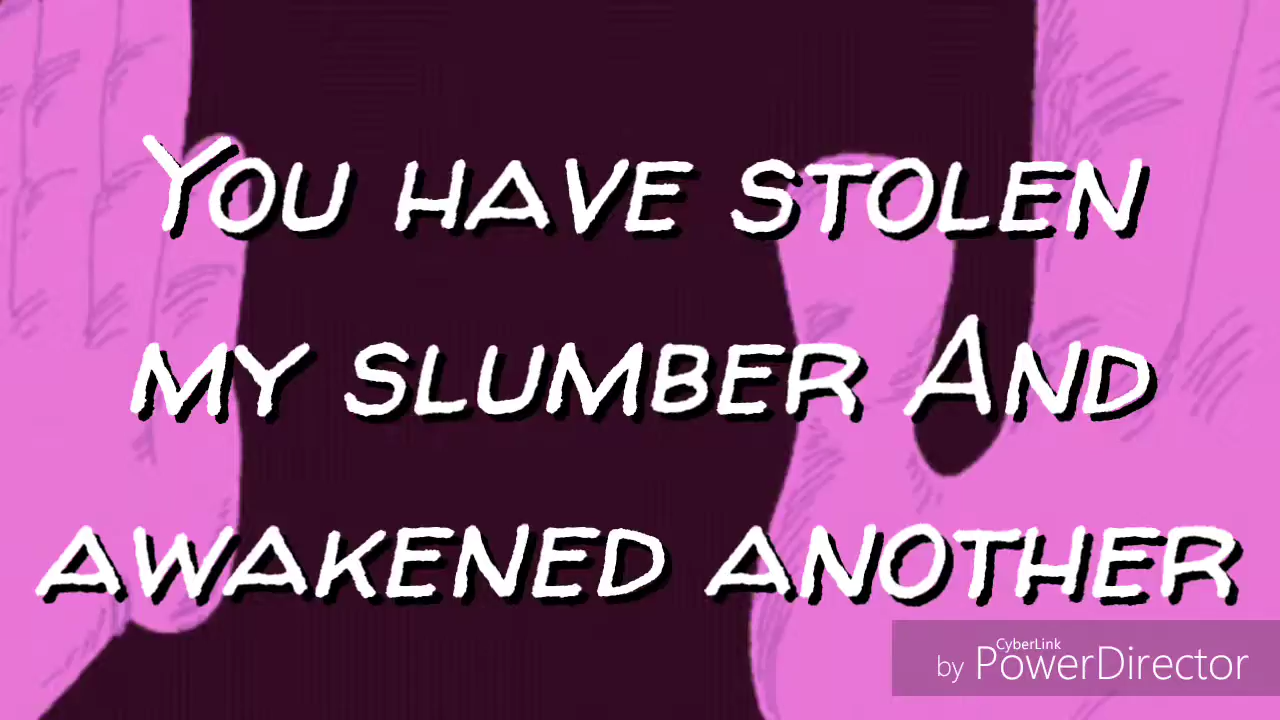 You have stolen
my slumber And
awakened another
CyberLink
by PowerDirector